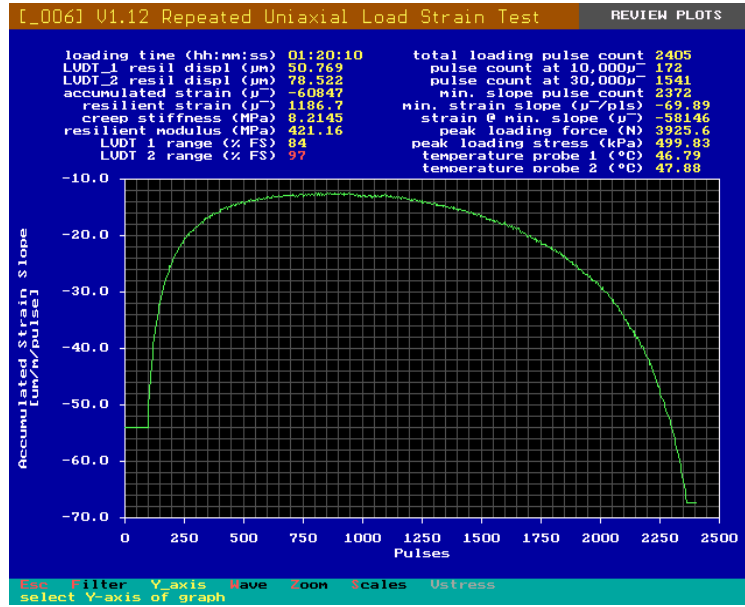 [_006] V1.12 Repeated Uniaxial Load Strain Test REVIEW PLOTS
loading time (hh:mm:ss) 01:20:10
LVDT_1 resil displ (µm) 50.769
LVDT_2 resil displ (µm) 78.522
accumulated strain (µ¯) -60847
resilient strain (µ¯) 1186.7
creep stiffness (MPa) 8.2145
resilient modulus (MPa) 421.16
LVDT 1 range (% FS) 84
LVDT 2 range (% FS) 97
total loading pulse count 2405
pulse count at 10,000µ¯ 172
pulse count at 30,000µ¯ 1541
min. slope pulse count 2372
min. strain slope (µ¯/pls) -69.89
strain @ min. slope (µ¯) -58146
peak loading force (N) 3925.6
peak loading stress (kPa) 499.83
temperature probe 1 (ºC) 46.79
temperature probe 2 (ºC) 47.88
Accumulated Strain Slope
[um/m/pulse]
-10.0
-20.0
-30.0
-40.0
-50.0
-60.0
-70.0
0 250 500 750 1000 1250 1500 1750 2000 2250 2500
Pulses
Esc Filter Y_axis Wave Zoom Scales Ustress
select Y-axis of graph